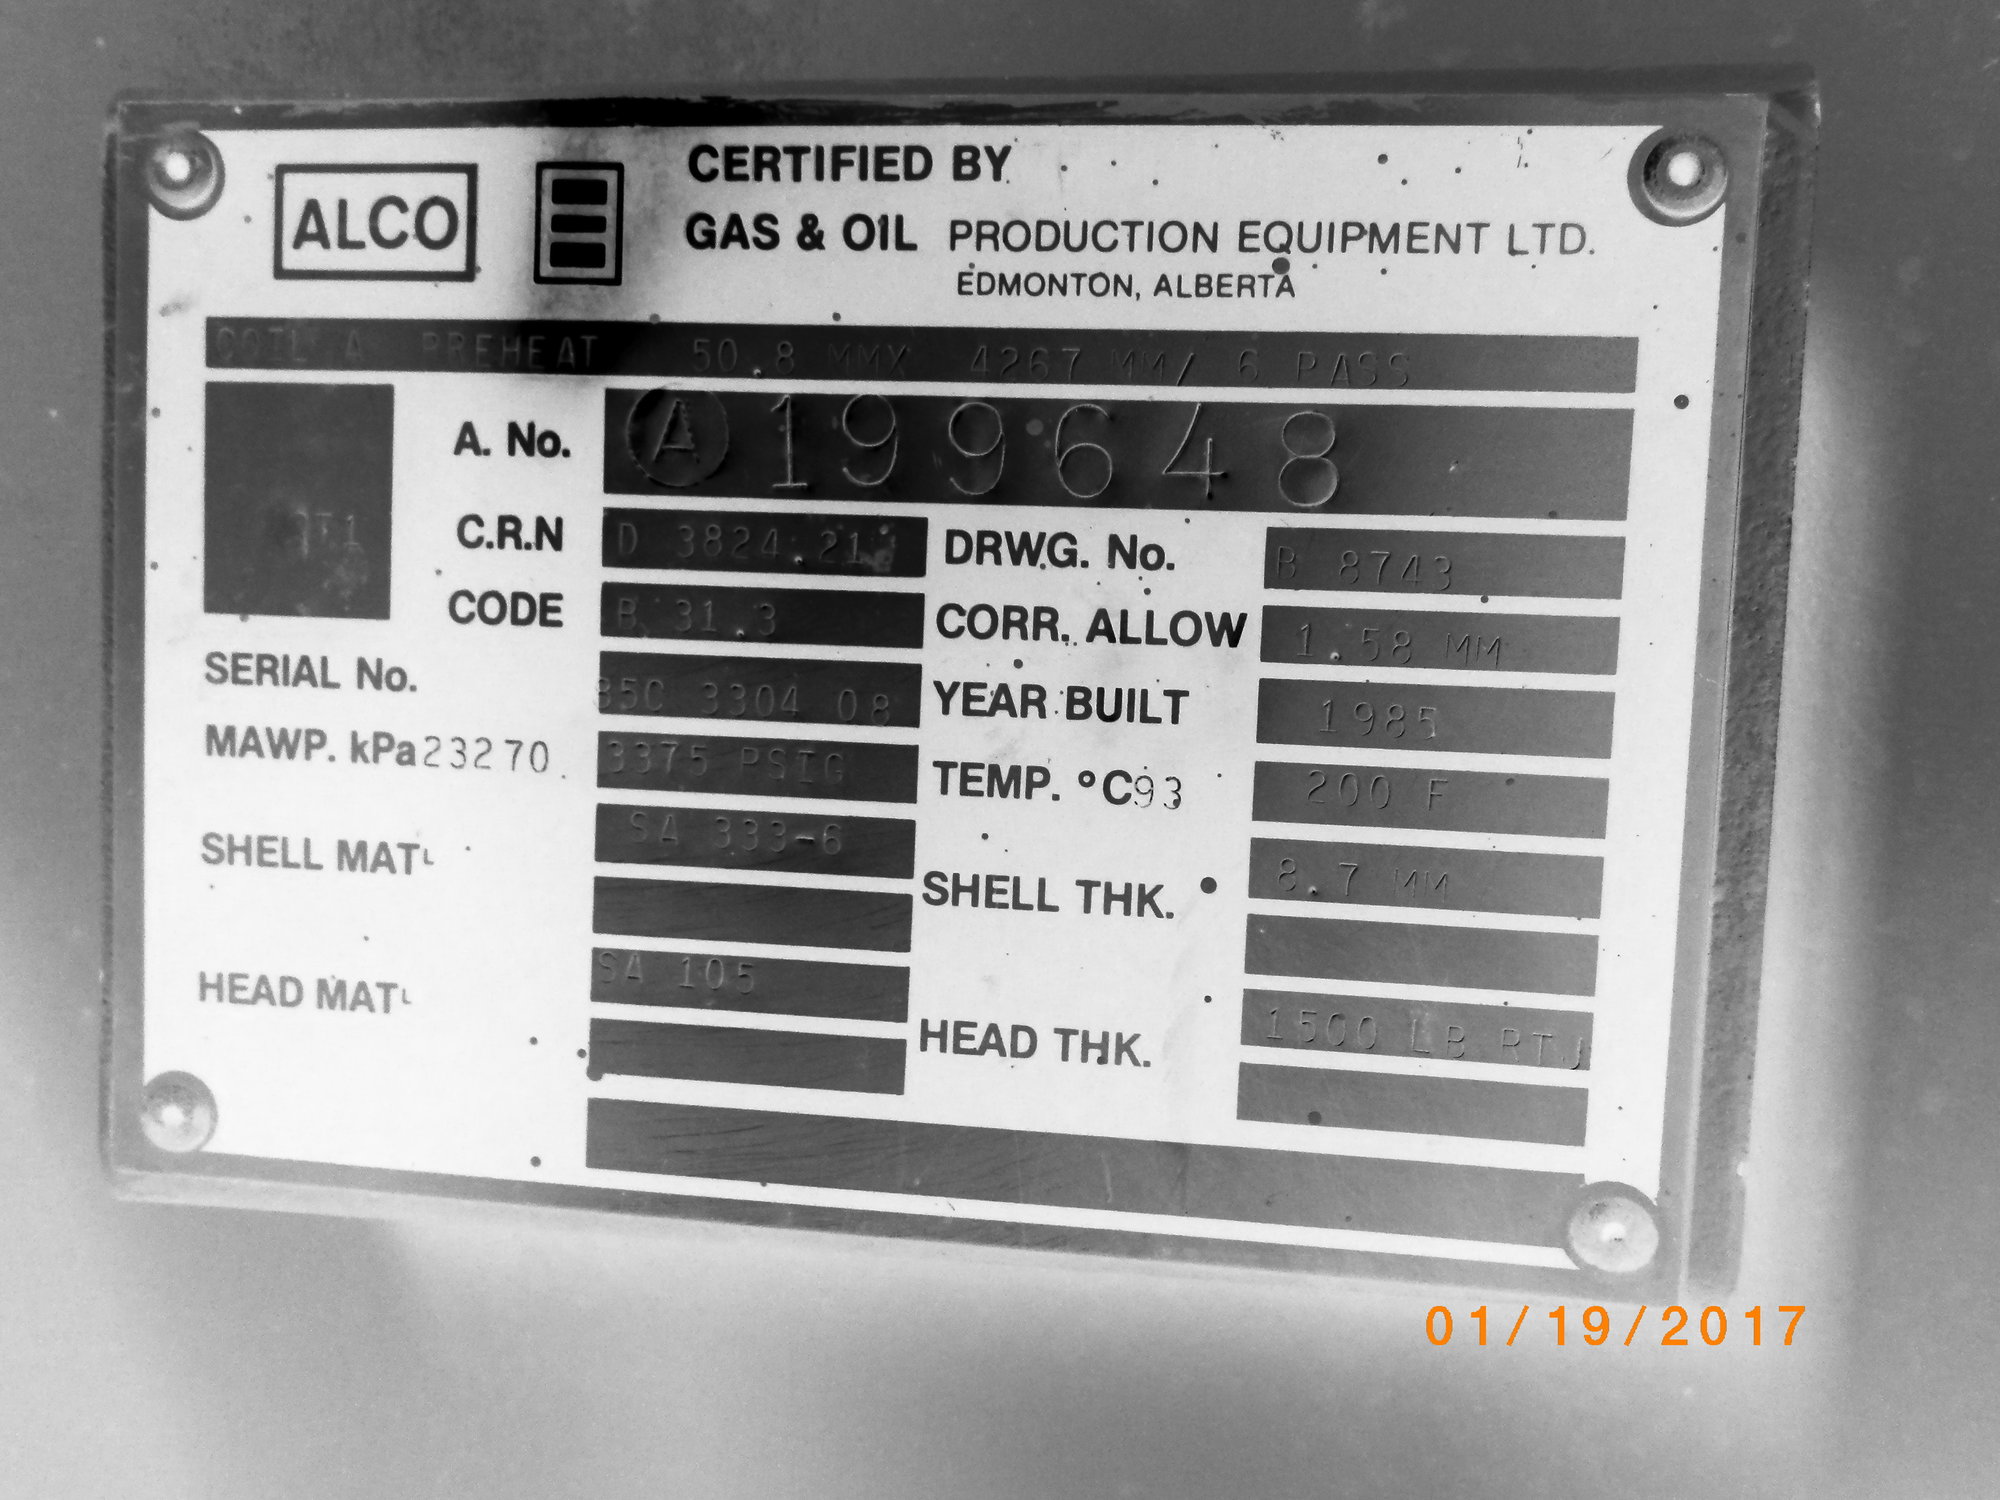 ALCO
CERTIFIED BY
GAS & OIL PRODUCTION EQUIPMENT LTD.
EDMONTON, ALBERTA
COIL A PREHEAT 50.8 MMX 4267 MM/ 6 PASS
A. No. A 199648
C.R.N D 3824.21 DRWG. No. B 8743
CODE B 31.3 CORR. ALLOW 1.58 MM
SERIAL No. 85C 3304 08 YEAR BUILT 1985
MAWP. kPa 23270. 3375 PSIG TEMP. °C 93 200 F
SHELL MATL SA 333-6 SHELL THK. 8.7 MM
HEAD MATL SA 105 HEAD THK. 1500 LB RTJ
01/19/2017